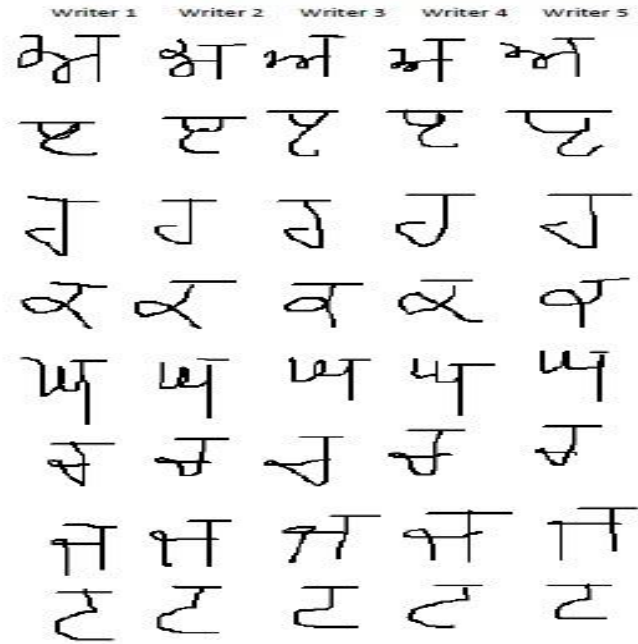 Writer 1 Writer 2 Writer 3 Writer 4 Writer 5
ਅ ਅ ਅ ਅ ਅ
ੲ ੲ ੲ ੲ ੲ
ਹ ਹ ਹ ਹ ਹ
ਕ ਕ ਕ ਕ ਕ
ਘ ਘ ਘ ਘ ਘ
ਚ ਚ ਚ ਚ ਚ
ਜ ਜ ਜ ਜ ਜ
ਟ ਟ ਟ ਟ ਟ